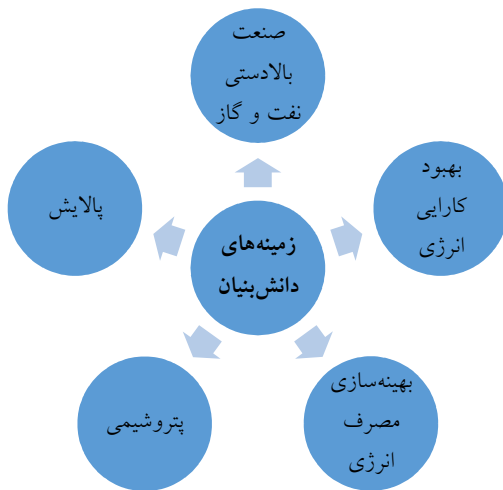 صنعت
بالادستی
نفت و گاز
بهبود
کارایی
انرژی
پالایش
زمینه‌های
دانش‌بنیان
بهینه‌سازی
مصرف
انرژی
پتروشیمی